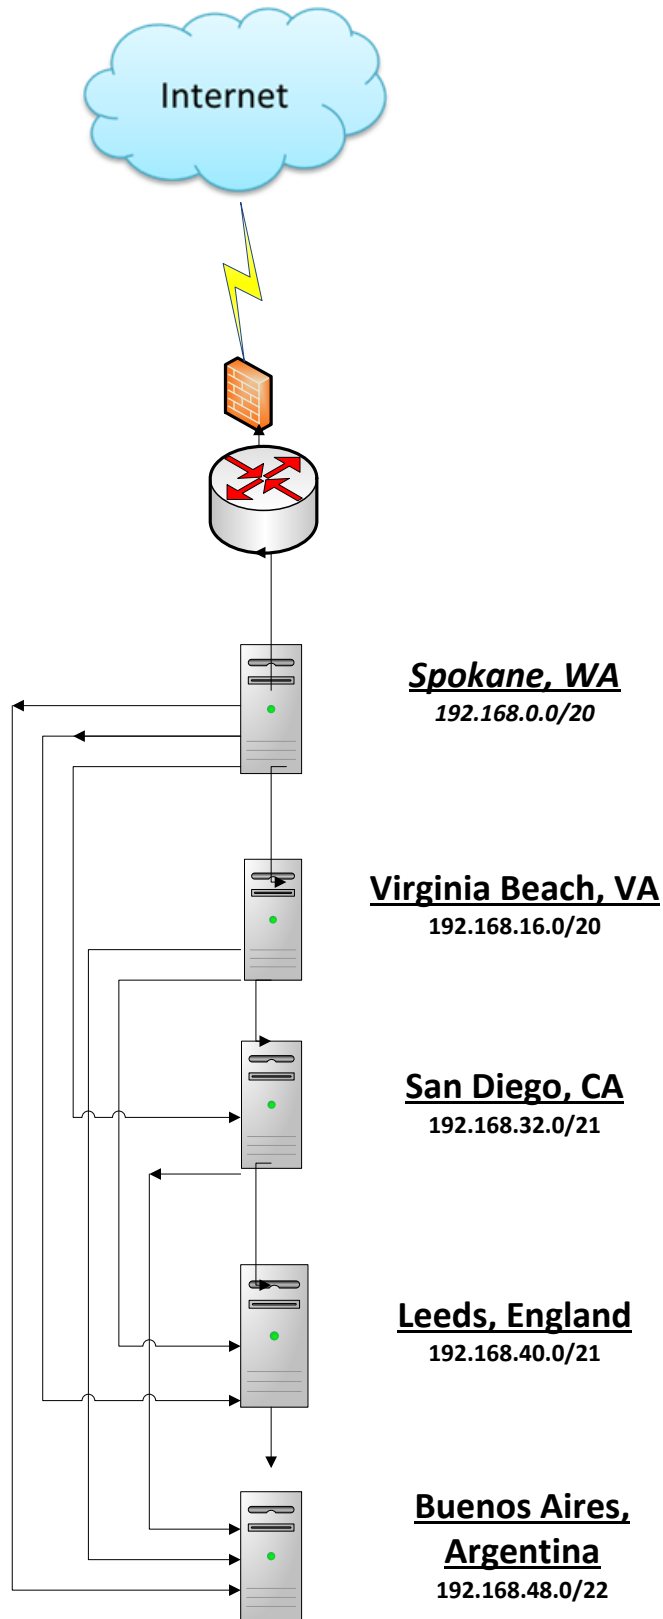 Internet
Spokane, WA
192.168.0.0/20
Virginia Beach, VA
192.168.16.0/20
San Diego, CA
192.168.32.0/21
Leeds, England
192.168.40.0/21
Buenos Aires,
Argentina
192.168.48.0/22